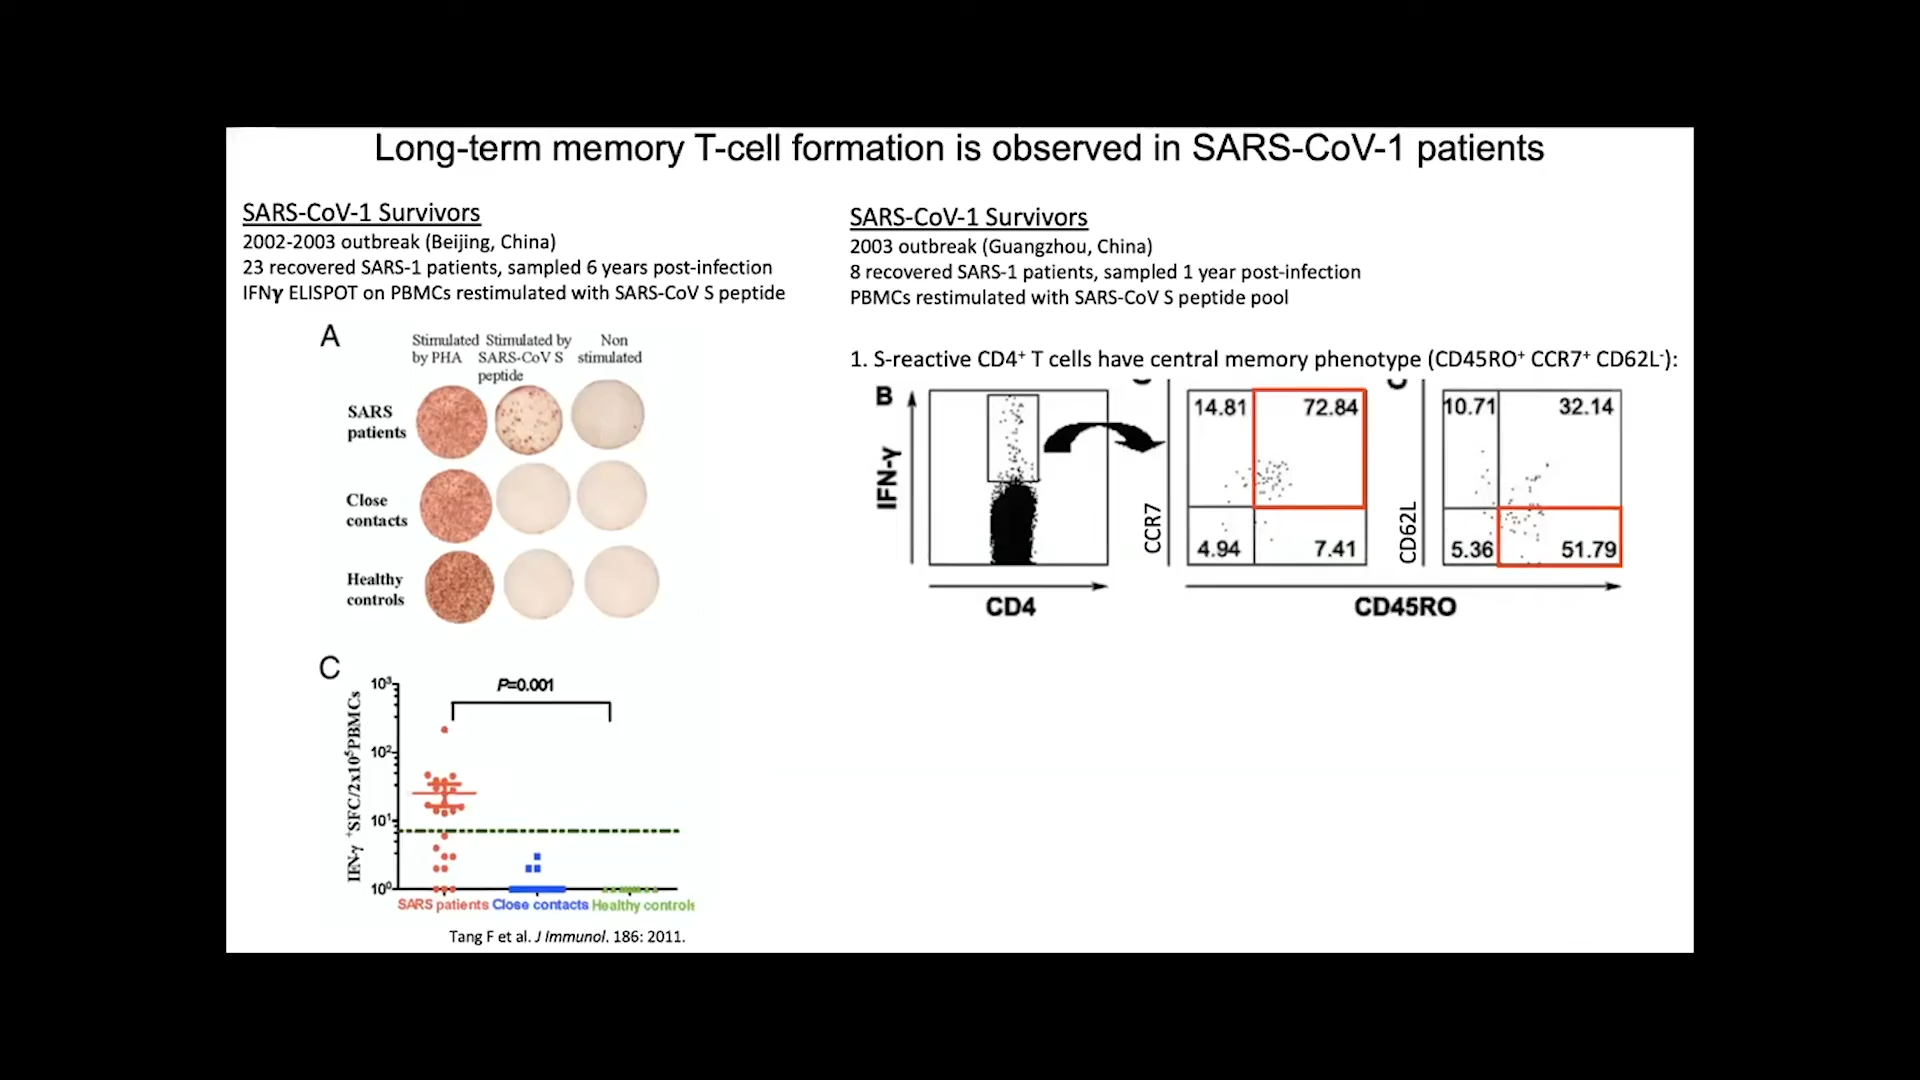 Long-term memory T-cell formation is observed in SARS-CoV-1 patients
SARS-CoV-1 Survivors
2002-2003 outbreak (Beijing, China)
23 recovered SARS-1 patients, sampled 6 years post-infection
IFNγ ELISPOT on PBMCs restimulated with SARS-CoV S peptide
A
Stimulated by PHA
Stimulated by SARS-CoV S peptide
Non stimulated
SARS patients
Close contacts
Healthy controls
C
P=0.001
IFN-γ ⁺SFC/2x10⁵PBMCs
10³
10²
10¹
10⁰
SARS patients Close contacts Healthy controls
Tang F et al. J Immunol. 186: 2011.
SARS-CoV-1 Survivors
2003 outbreak (Guangzhou, China)
8 recovered SARS-1 patients, sampled 1 year post-infection
PBMCs restimulated with SARS-CoV S peptide pool
1. S-reactive CD4⁺ T cells have central memory phenotype (CD45RO⁺ CCR7⁺ CD62L⁻):
B
IFN-γ
CD4
CCR7
14.81 72.84
4.94 7.41
CD62L
10.71 32.14
5.36 51.79
CD45RO